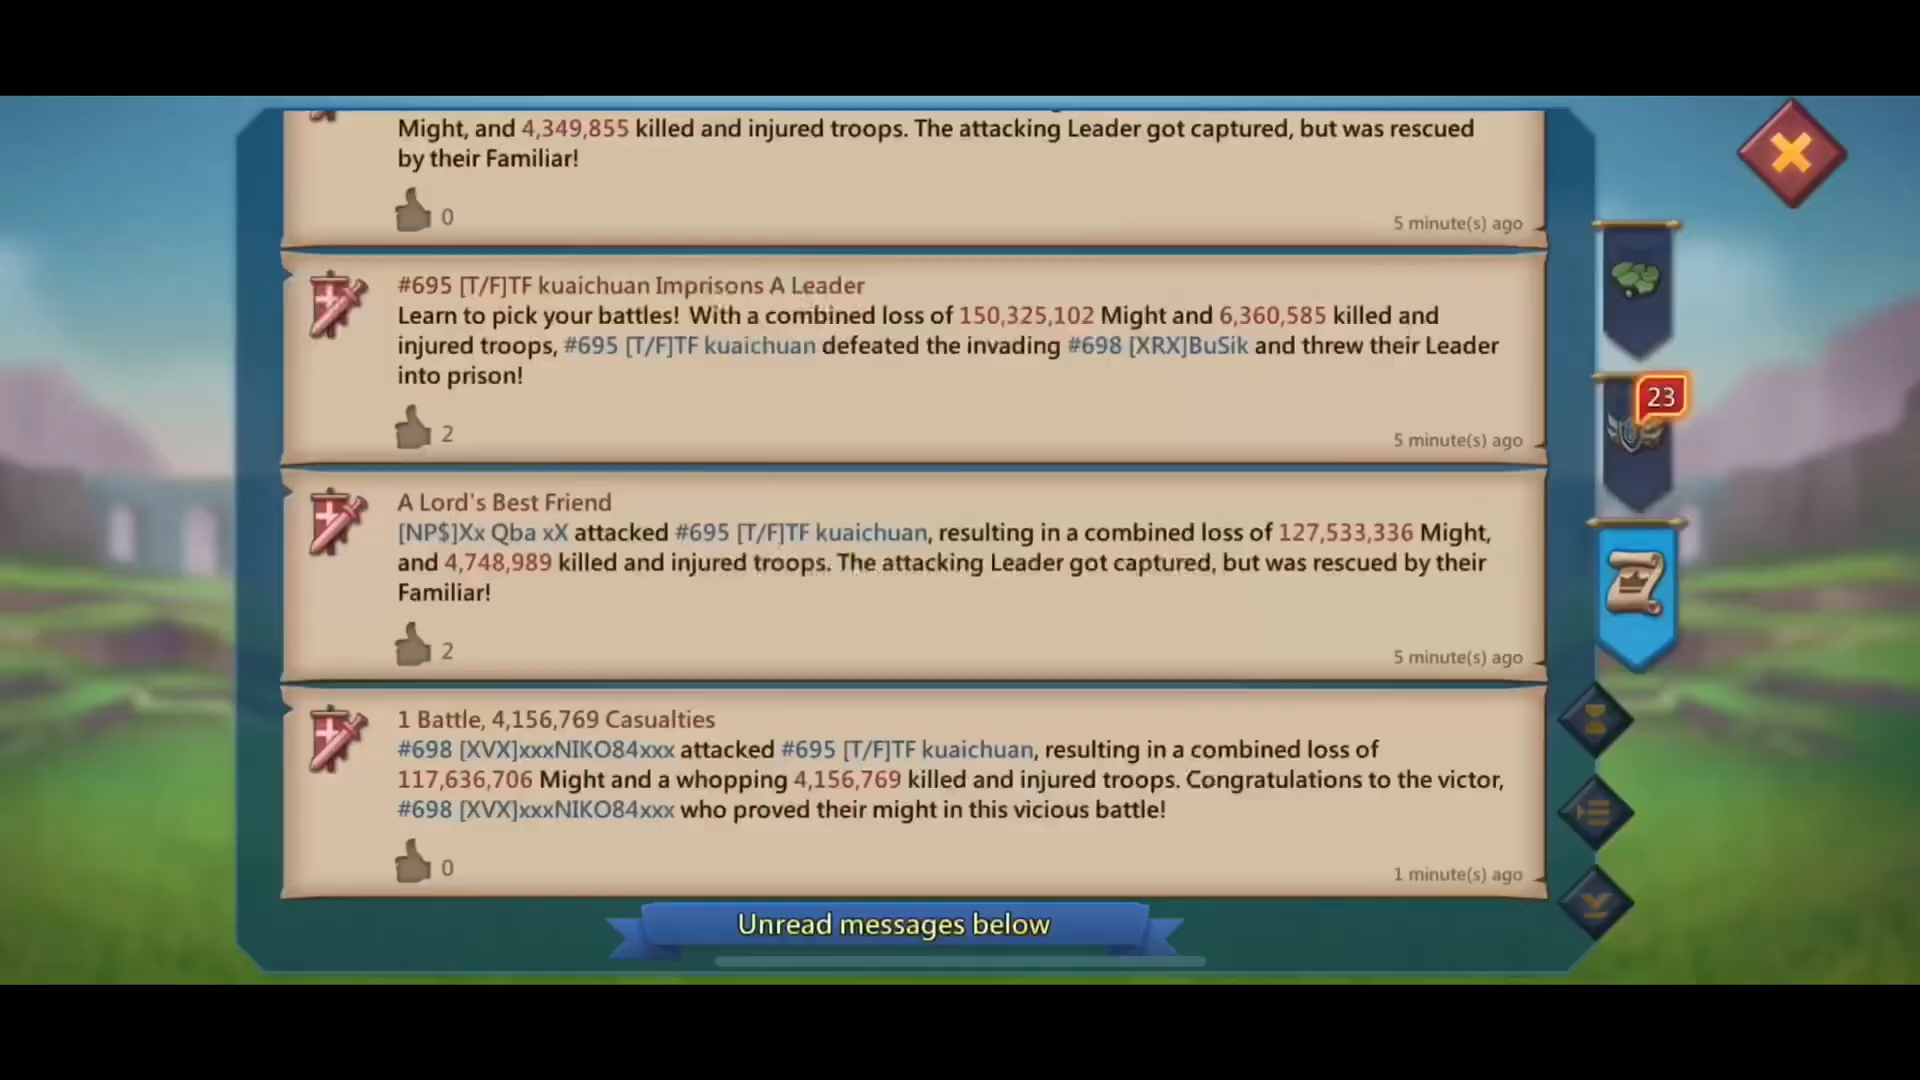 Might, and 4,349,855 killed and injured troops. The attacking Leader got captured, but was rescued
by their Familiar!
0
5 minute(s) ago
#695 [T/F]TF kuaichuan Imprisons A Leader
Learn to pick your battles! With a combined loss of 150,325,102 Might and 6,360,585 killed and
injured troops, #695 [T/F]TF kuaichuan defeated the invading #698 [XRX]BuSik and threw their Leader
into prison!
2
5 minute(s) ago
23
A Lord's Best Friend
[NP$]Xx Qba xX attacked #695 [T/F]TF kuaichuan, resulting in a combined loss of 127,533,336 Might,
and 4,748,989 killed and injured troops. The attacking Leader got captured, but was rescued by their
Familiar!
2
5 minute(s) ago
1 Battle, 4,156,769 Casualties
#698 [XVX]xxxNIKO84xxx attacked #695 [T/F]TF kuaichuan, resulting in a combined loss of
117,636,706 Might and a whopping 4,156,769 killed and injured troops. Congratulations to the victor,
#698 [XVX]xxxNIKO84xxx who proved their might in this vicious battle!
0
1 minute(s) ago
Unread messages below